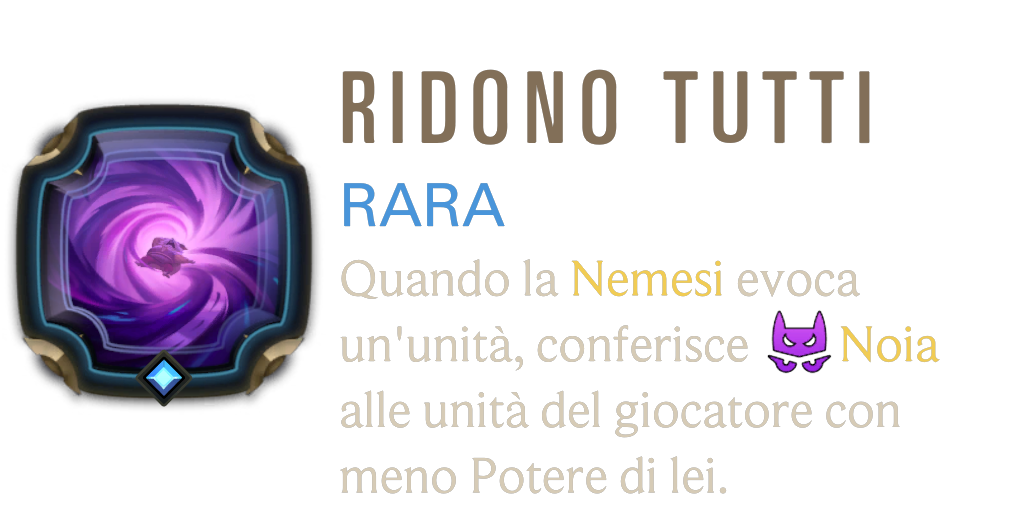 RIDONO TUTTI
RARA
Quando la Nemesi evoca
un'unità, conferisce Noia
alle unità del giocatore con
meno Potere di lei.